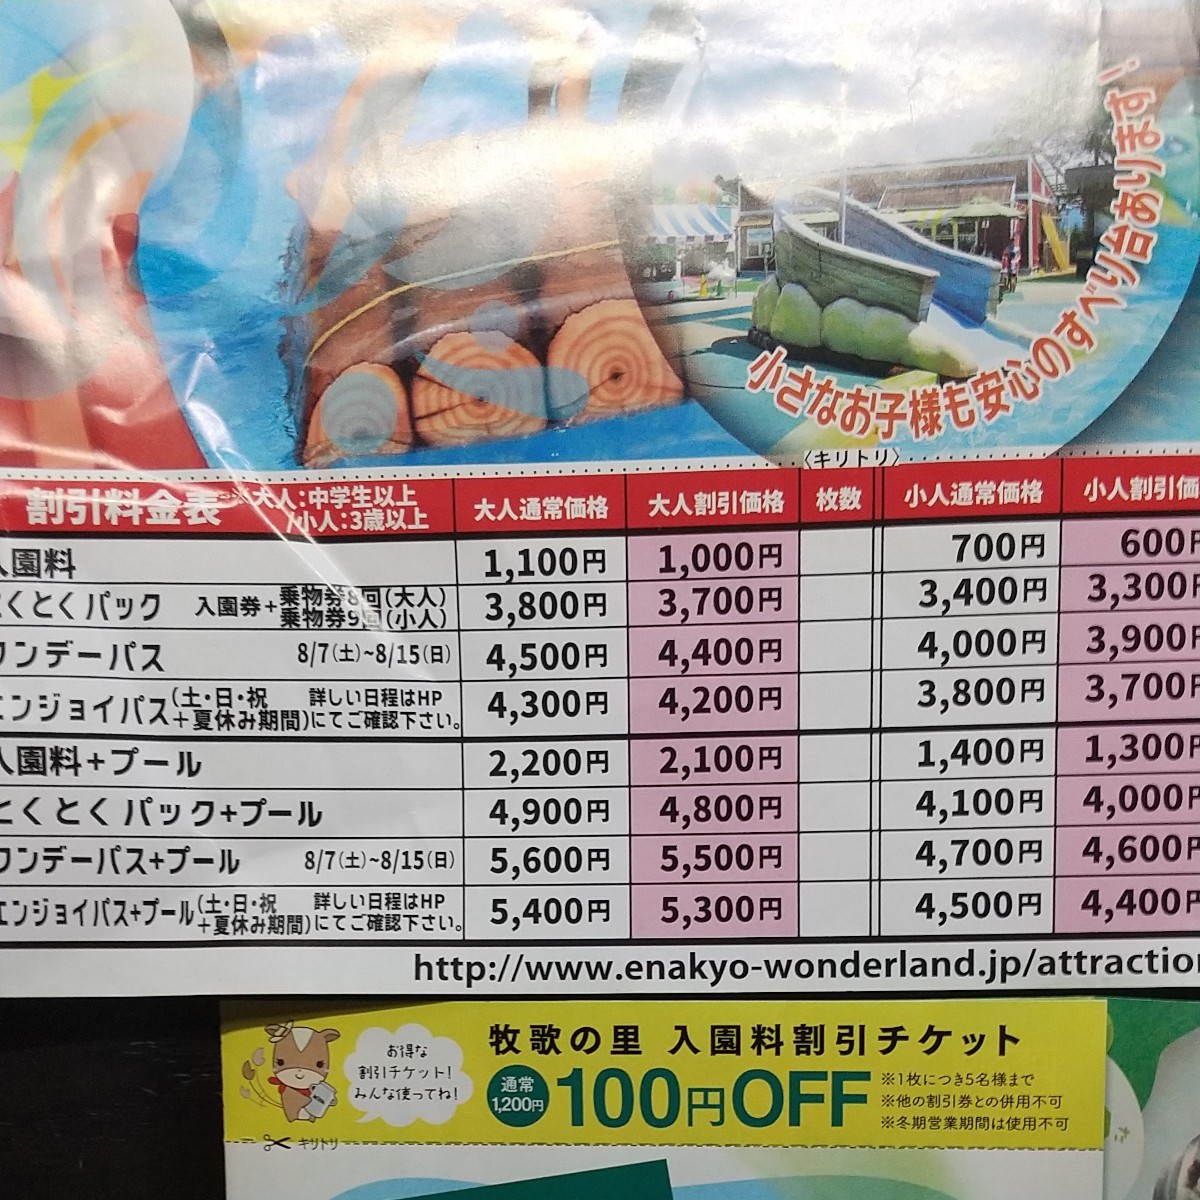 小さなお子様も安心のすべり台あります!
〈キリトリ〉
割引料金表 ※大人:中学生以上 /小人:3歳以上 大人通常価格 大人割引価格 枚数 小人通常価格 小人割引価
入園料 1,100円 1,000円 700円 600円
とくとくパック 入園券+乗物券8回(大人) 乗物券9回(小人) 3,800円 3,700円 3,400円 3,300円
ワンデーパス 8/7(土)~8/15(日) 4,500円 4,400円 4,000円 3,900円
エンジョイパス(土・日・祝+夏休み期間) 詳しい日程はHPにてご確認下さい。 4,300円 4,200円 3,800円 3,700円
入園料+プール 2,200円 2,100円 1,400円 1,300円
とくとくパック+プール 4,900円 4,800円 4,100円 4,000円
ワンデーパス+プール 8/7(土)~8/15(日) 5,600円 5,500円 4,700円 4,600円
エンジョイパス+プール(土・日・祝+夏休み期間) 詳しい日程はHPにてご確認下さい。 5,400円 5,300円 4,500円 4,400円
http://www.enakyo-wonderland.jp/attractio
牧歌の里 入園料割引チケット
お得な
割引チケット!
みんな使ってね!
通常
1,200円
100円OFF
※1枚につき5名様まで
※他の割引券との併用不可
※冬期営業期間は使用不可
キリトリ